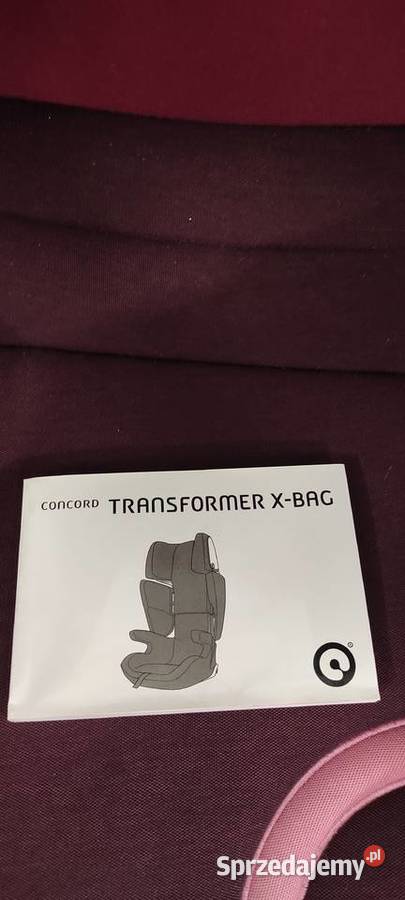 CONCORD TRANSFORMER X-BAG
Sprzedajemy.pl